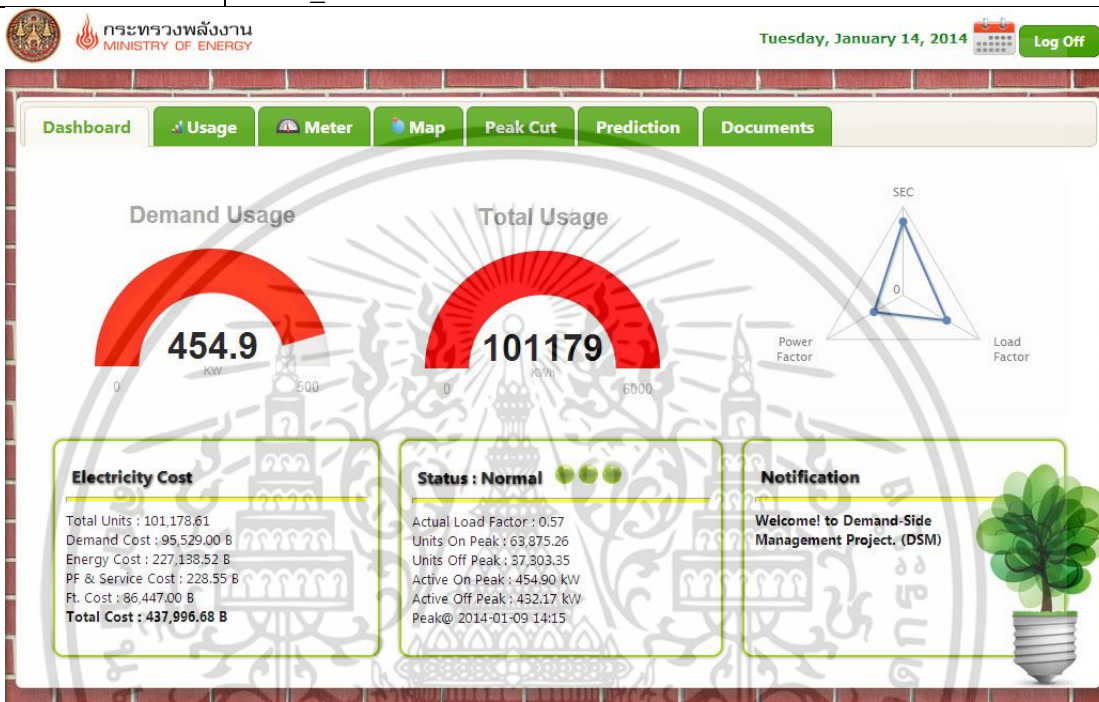 กระทรวงพลังงาน
MINISTRY OF ENERGY
Tuesday, January 14, 2014
Log Off
Dashboard
Usage
Meter
Map
Peak Cut
Prediction
Documents
Demand Usage
454.9
KW
0
500
Total Usage
101179
KWh
0
6000
SEC
0
Power
Factor
Load
Factor
Electricity Cost
Total Units : 101,178.61
Demand Cost : 95,529.00 B
Energy Cost : 227,138.52 B
PF & Service Cost : 228.55 B
Ft. Cost : 86,447.00 B
Total Cost : 437,996.68 B
Status : Normal
Actual Load Factor : 0.57
Units On Peak : 63,875.26
Units Off Peak : 37,303.35
Active On Peak : 454.90 kW
Active Off Peak : 432.17 kW
Peak@ 2014-01-09 14:15
Notification
Welcome! to Demand-Side
Management Project. (DSM)